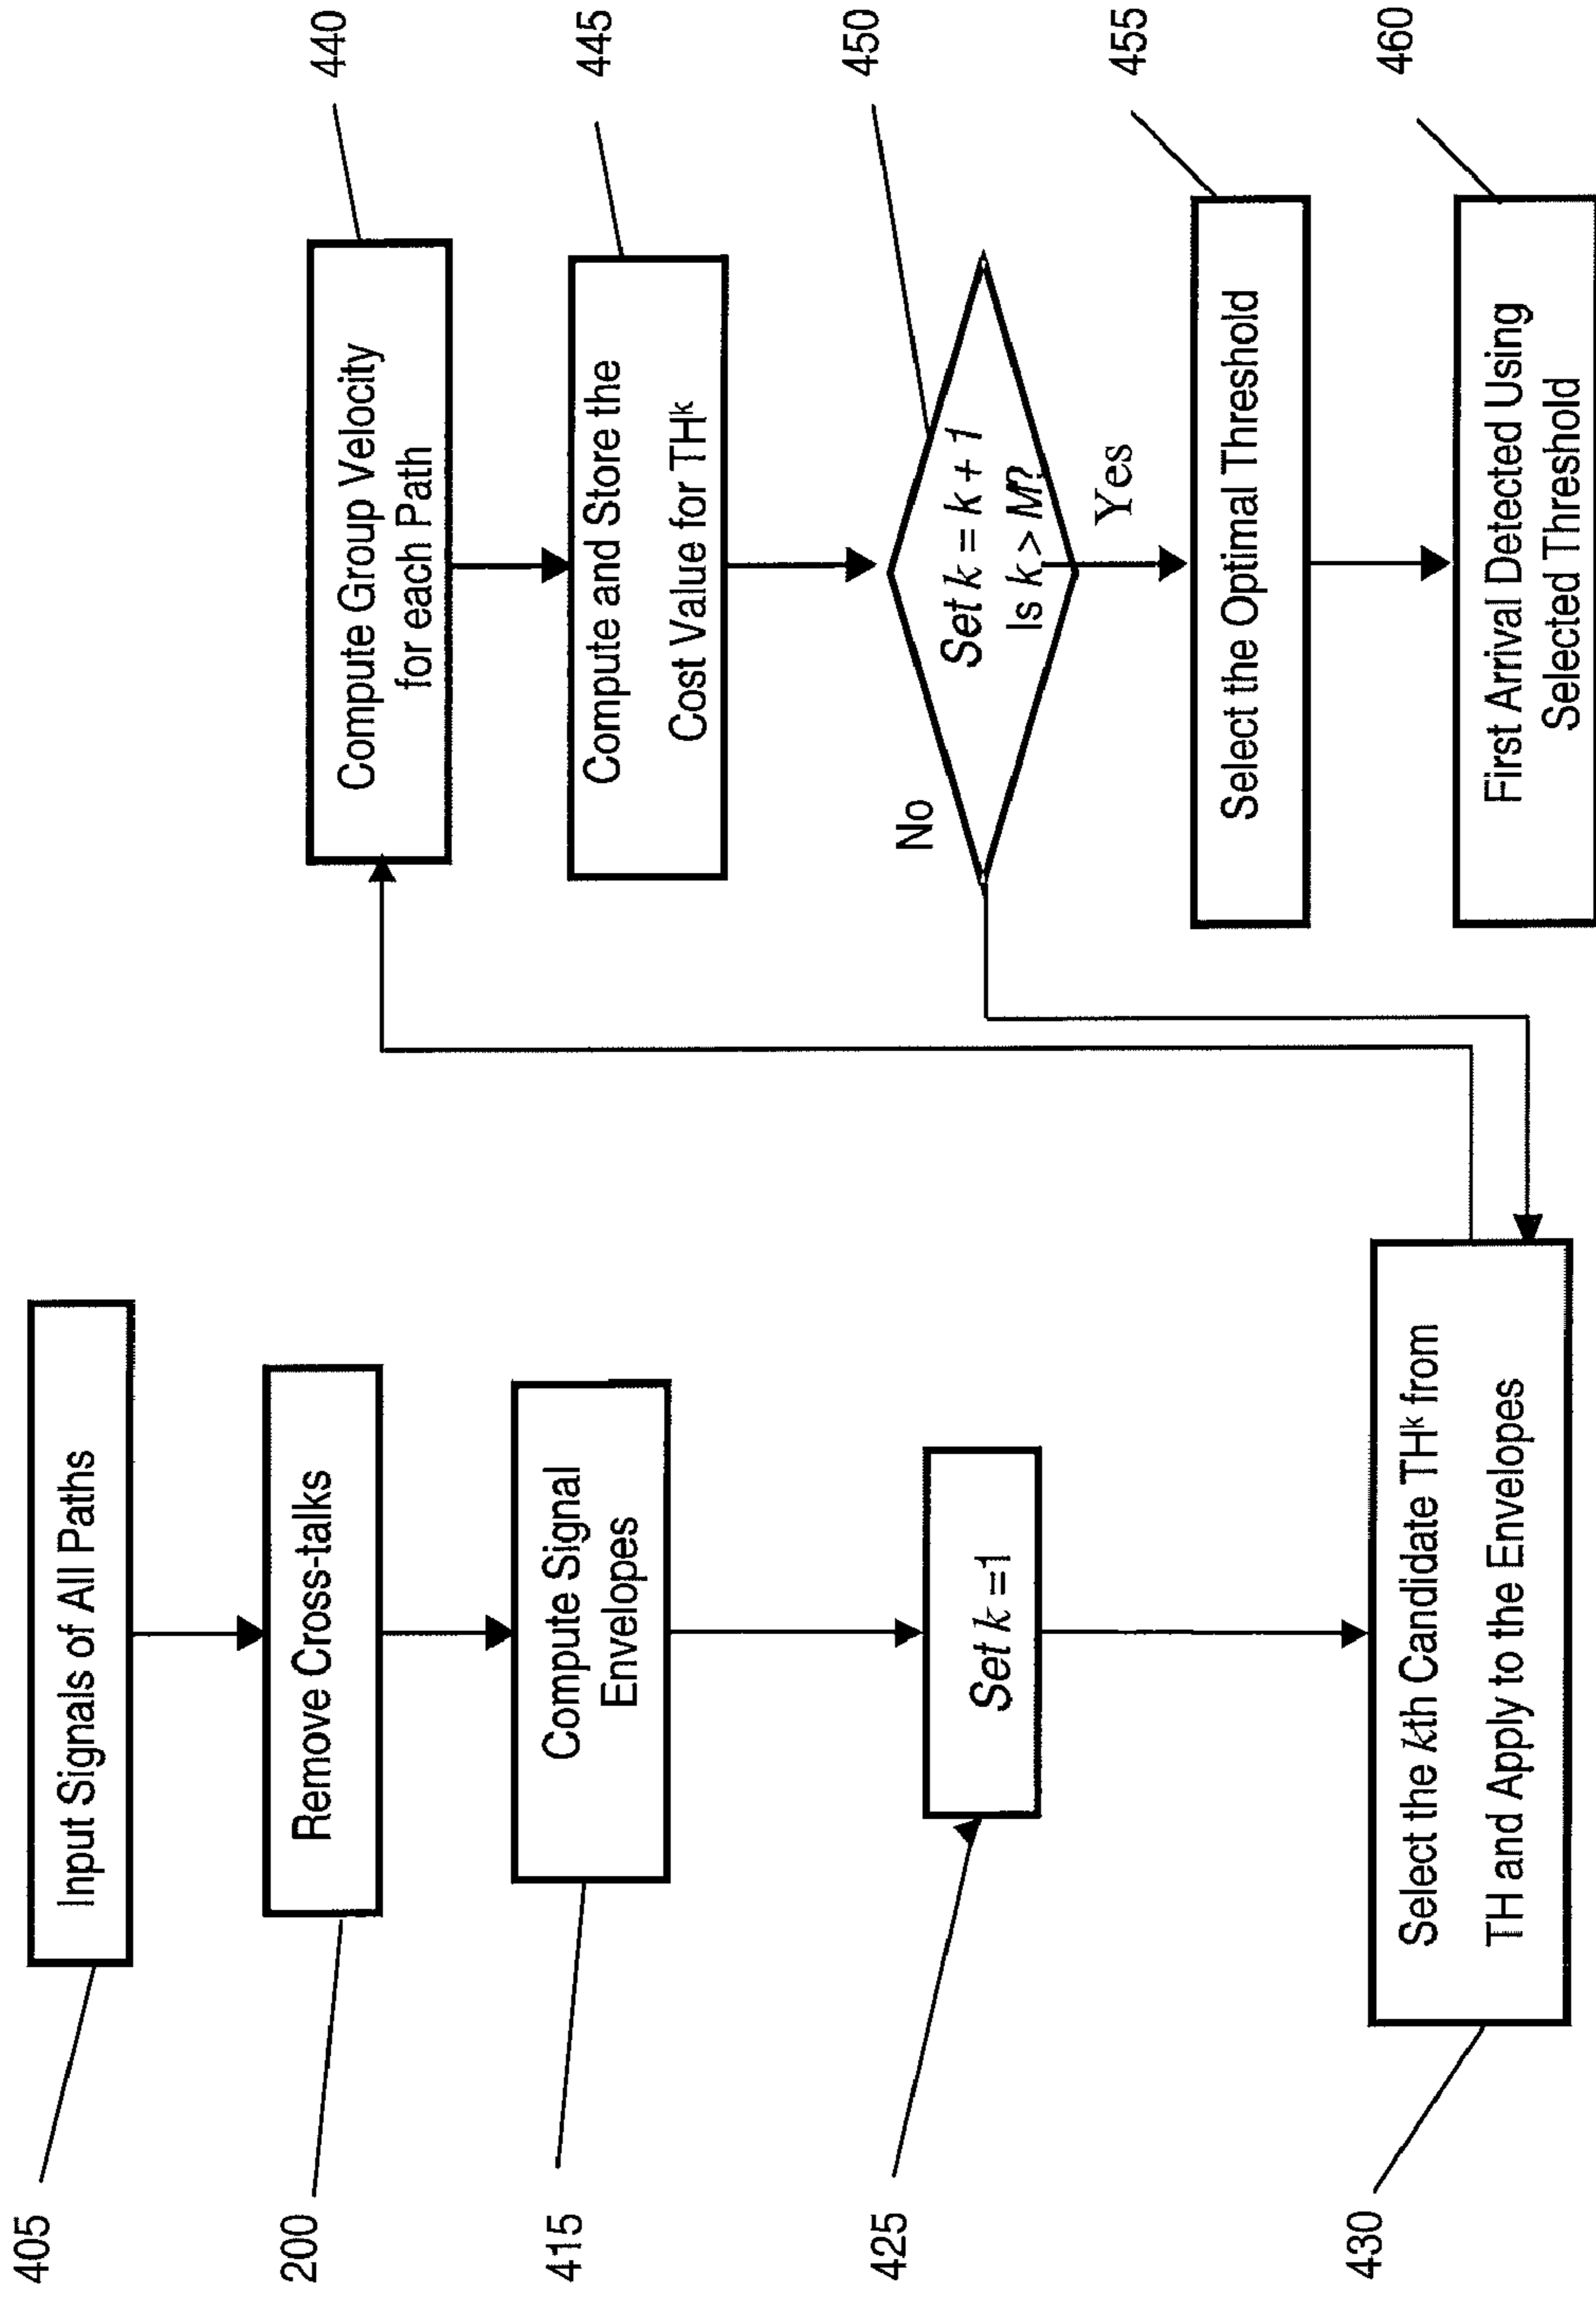 405
Input Signals of All Paths
200
Remove Cross-talks
415
Compute Signal
Envelopes
425
Set k =1
430
Select the kth Candidate THᵏ from
TH and Apply to the Envelopes
440
Compute Group Velocity
for each Path
445
Compute and Store the
Cost Value for THᵏ
450
Set k = k + 1
Is k > M?
No
Yes
455
Select the Optimal Threshold
460
First Arrival Detected Using
Selected Threshold